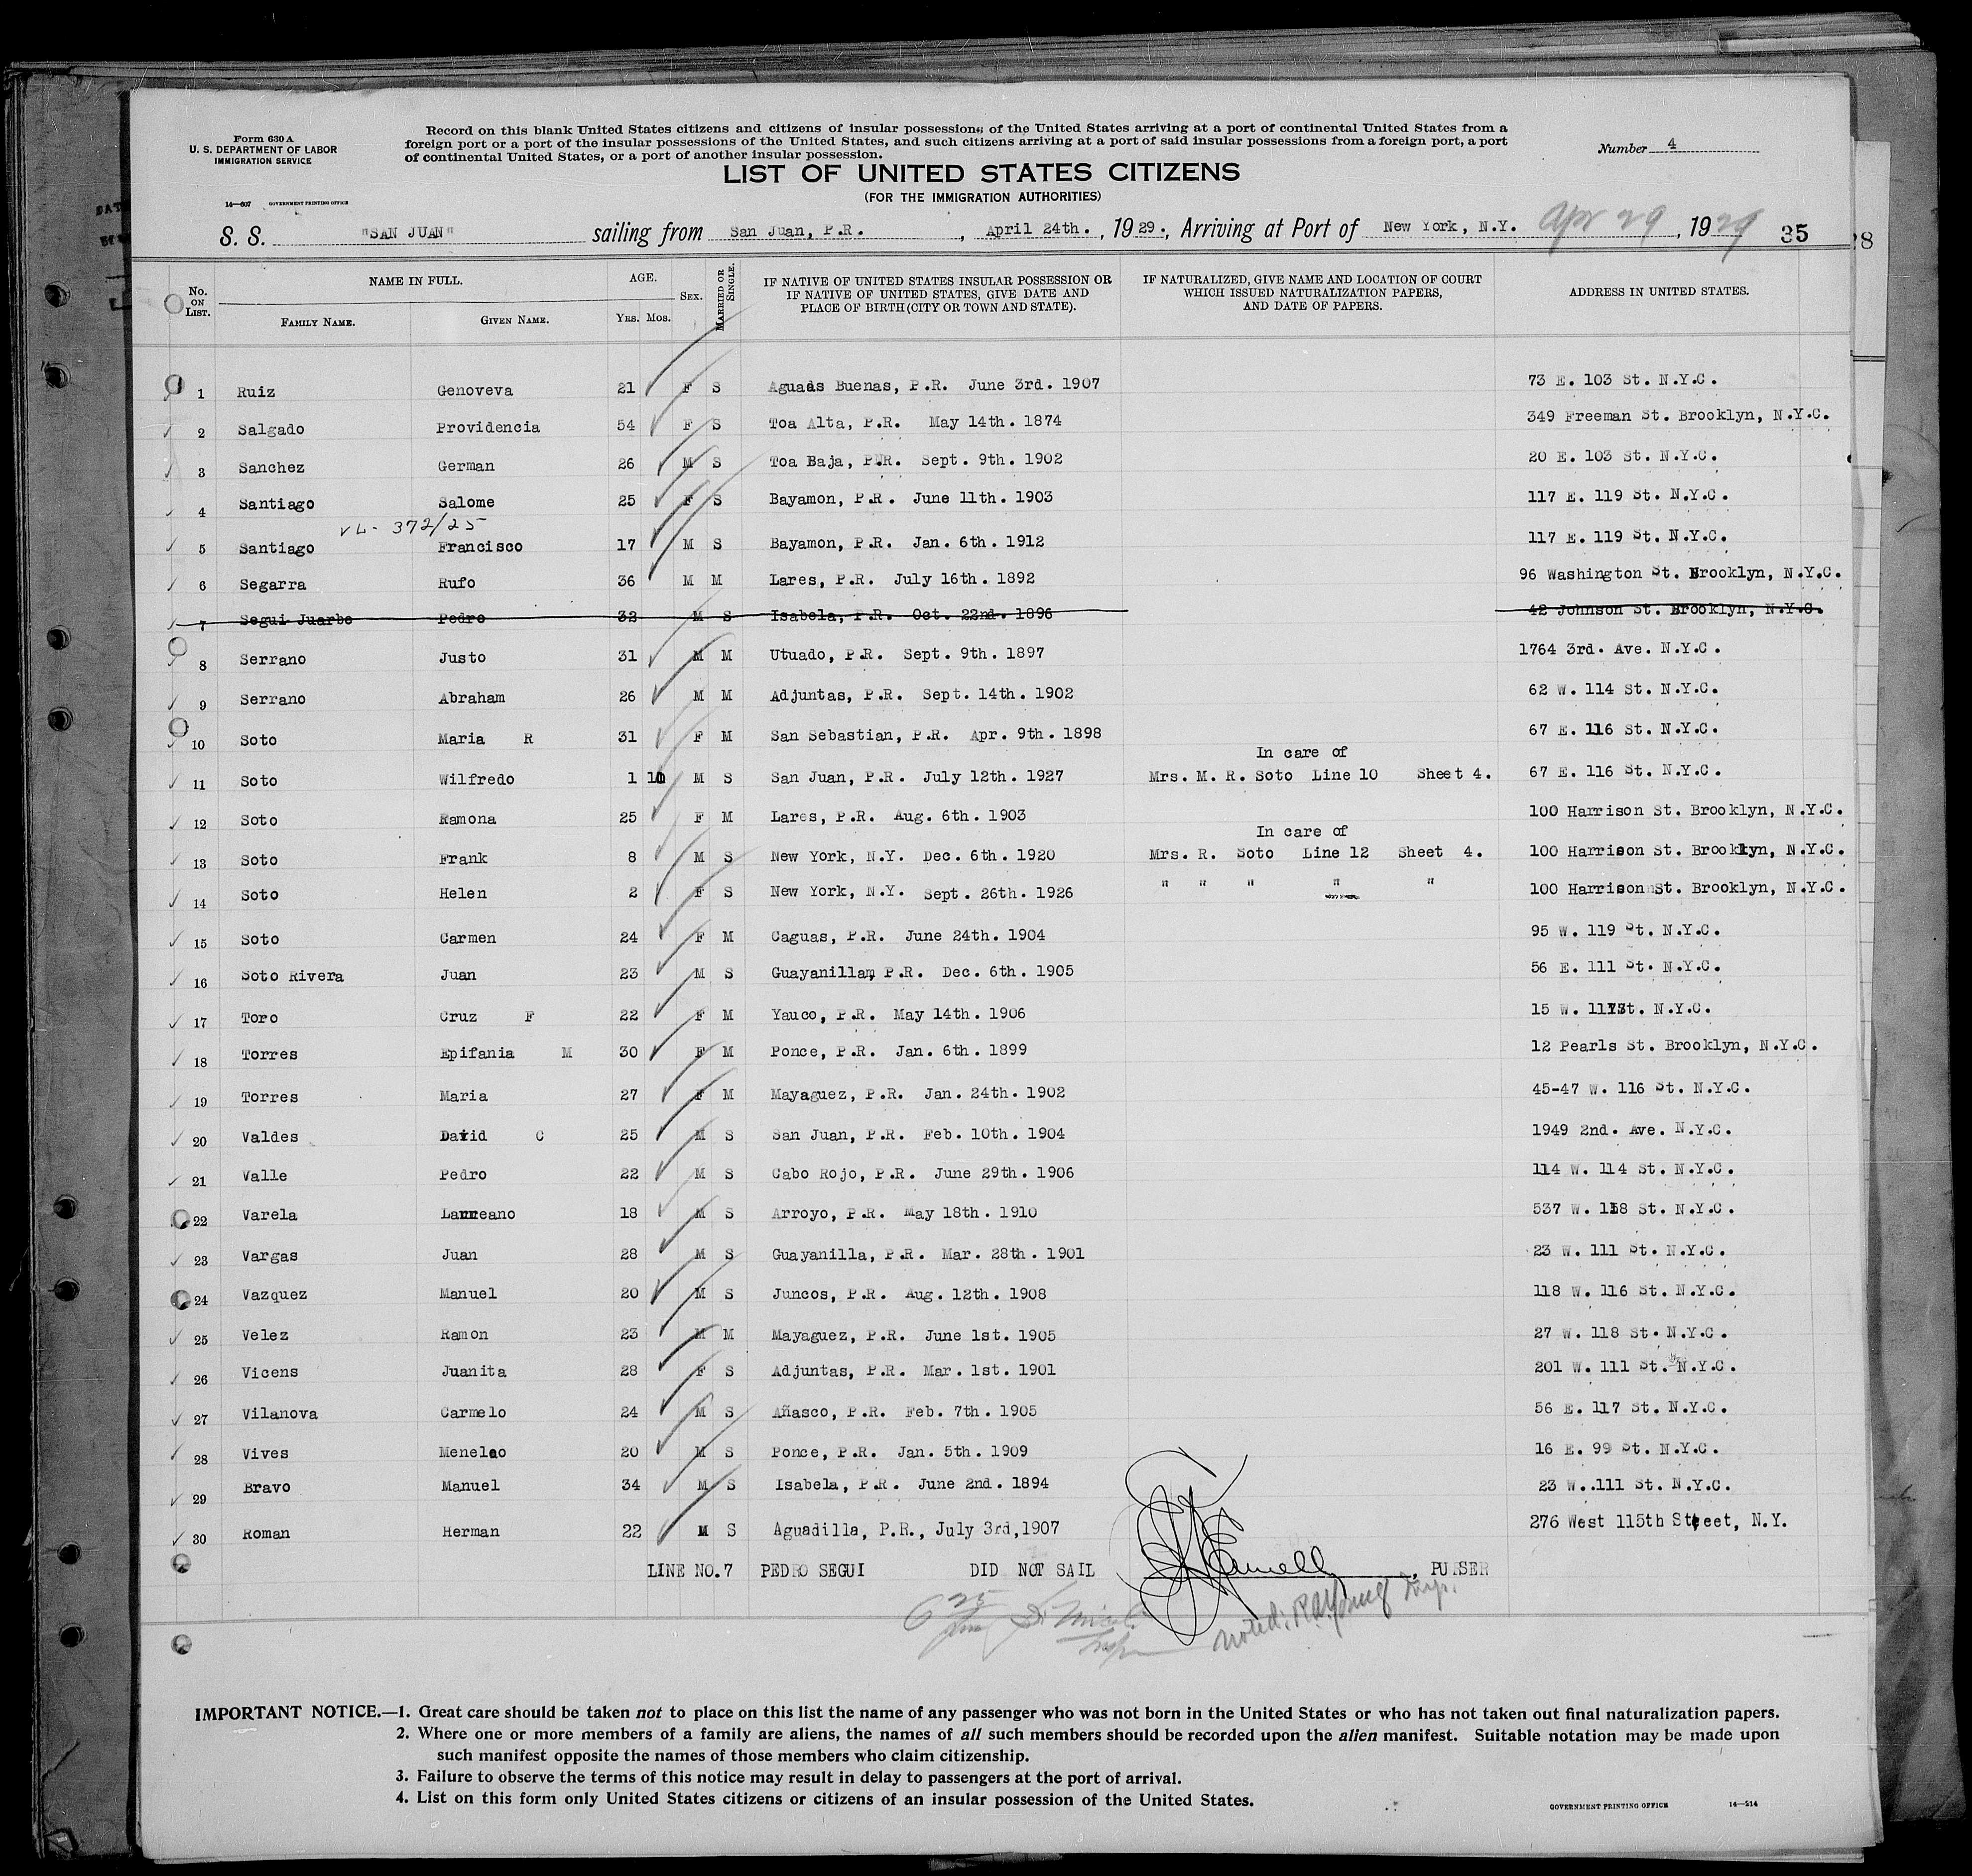 Form 630 A
U. S. DEPARTMENT OF LABOR
IMMIGRATION SERVICE
14—607 GOVERNMENT PRINTING OFFICE
Record on this blank United States citizens and citizens of insular possessions of the United States arriving at a port of continental United States from a
foreign port or a port of the insular possessions of the United States, and such citizens arriving at a port of said insular possessions from a foreign port, a port
of continental United States, or a port of another insular possession.
Number 4
LIST OF UNITED STATES CITIZENS
(FOR THE IMMIGRATION AUTHORITIES)
S. S. "SAN JUAN" sailing from San Juan, P.R. , April 24th. , 1929., Arriving at Port of New York, N.Y. Apr 29 , 1929 35
28
No. ON LIST. NAME IN FULL. FAMILY NAME. GIVEN NAME. AGE. YRS. MOS. SEX. MARRIED OR SINGLE. IF NATIVE OF UNITED STATES INSULAR POSSESSION OR IF NATIVE OF UNITED STATES, GIVE DATE AND PLACE OF BIRTH (CITY OR TOWN AND STATE). IF NATURALIZED, GIVE NAME AND LOCATION OF COURT WHICH ISSUED NATURALIZATION PAPERS, AND DATE OF PAPERS. ADDRESS IN UNITED STATES.
1 Ruiz Genoveva 21 F S Aguas Buenas, P.R. June 3rd. 1907 73 E. 103 St. N.Y.C.
2 Salgado Providencia 54 F S Toa Alta, P.R. May 14th. 1874 349 Freeman St. Brooklyn, N.Y.C.
3 Sanchez German 26 M S Toa Baja, P.R. Sept. 9th. 1902 20 E. 103 St. N.Y.C.
4 Santiago Salome 25 F S Bayamon, P.R. June 11th. 1903 117 E. 119 St. N.Y.C.
VL- 372/25
5 Santiago Francisco 17 M S Bayamon, P.R. Jan. 6th. 1912 117 E. 119 St. N.Y.C.
6 Segarra Rufo 36 M M Lares, P.R. July 16th. 1892 96 Washington St. Brooklyn, N.Y.C.
7 Segui Juarbe Pedro 32 M S Isabela, P.R. Oct. 22nd. 1896 42 Johnson St. Brooklyn, N.Y.C.
8 Serrano Justo 31 M M Utuado, P.R. Sept. 9th. 1897 1764 3rd. Ave. N.Y.C.
9 Serrano Abraham 26 M M Adjuntas, P.R. Sept. 14th. 1902 62 W. 114 St. N.Y.C.
10 Soto Maria R 31 F M San Sebastian, P.R. Apr. 9th. 1898 67 E. 116 St. N.Y.C.
In care of
11 Soto Wilfredo 1 M S San Juan, P.R. July 12th. 1927 Mrs. M. R. Soto Line 10 Sheet 4. 67 E. 116 St. N.Y.C.
12 Soto Ramona 25 F M Lares, P.R. Aug. 6th. 1903 100 Harrison St. Brooklyn, N.Y.C.
In care of
13 Soto Frank 8 M S New York, N.Y. Dec. 6th. 1920 Mrs. R. Soto Line 12 Sheet 4. 100 Harrison St. Brooklyn, N.Y.C.
14 Soto Helen 2 F S New York, N.Y. Sept. 26th. 1926 " " " " " 100 Harrison St. Brooklyn, N.Y.C.
15 Soto Carmen 24 F M Caguas, P.R. June 24th. 1904 95 W. 119 St. N.Y.C.
16 Soto Rivera Juan 23 M S Guayanilla, P.R. Dec. 6th. 1905 56 E. 111 St. N.Y.C.
17 Toro Cruz F 22 F M Yauco, P.R. May 14th. 1906 15 W. St. N.Y.C.
18 Torres Epifania M 30 F M Ponce, P.R. Jan. 6th. 1899 12 Pearls St. Brooklyn, N.Y.C.
19 Torres Maria 27 F M Mayaguez, P.R. Jan. 24th. 1902 45-47 W. 116 St. N.Y.C.
20 Valdes David C 25 M S San Juan, P.R. Feb. 10th. 1904 1949 2nd. Ave. N.Y.C.
21 Valle Pedro 22 M S Cabo Rojo, P.R. June 29th. 1906 114 W. 114 St. N.Y.C.
22 Varela Laureano 18 M S Arroyo, P.R. May 18th. 1910 537 W. St. N.Y.C.
23 Vargas Juan 28 M S Guayanilla, P.R. Mar. 28th. 1901 23 W. 111 St. N.Y.C.
24 Vazquez Manuel 20 M S Juncos, P.R. Aug. 12th. 1908 118 W. 116 St. N.Y.C.
25 Velez Ramon 23 M M Mayaguez, P.R. June 1st. 1905 27 W. 118 St. N.Y.C.
26 Vicens Juanita 28 F S Adjuntas, P.R. Mar. 1st. 1901 201 W. 111 St. N.Y.C.
27 Vilanova Carmelo 24 M S Añasco, P.R. Feb. 7th. 1905 56 E. 117 St. N.Y.C.
28 Vives Menelao 20 M S Ponce, P.R. Jan. 5th. 1909 16 E. 99 St. N.Y.C.
29 Bravo Manuel 34 M S Isabela, P.R. June 2nd. 1894 23 W..111 St. N.Y.C.
30 Roman Herman 22 M S Aguadilla, P.R., July 3rd,1907 276 West 115th Street, N.Y.
LINE NO.7 PEDRO SEGUI DID NOT SAIL , PURSER
Noted: Insp.
IMPORTANT NOTICE.—1. Great care should be taken not to place on this list the name of any passenger who was not born in the United States or who has not taken out final naturalization papers.
2. Where one or more members of a family are aliens, the names of all such members should be recorded upon the alien manifest. Suitable notation may be made upon
such manifest opposite the names of those members who claim citizenship.
3. Failure to observe the terms of this notice may result in delay to passengers at the port of arrival.
4. List on this form only United States citizens or citizens of an insular possession of the United States.
GOVERNMENT PRINTING OFFICE 14—214